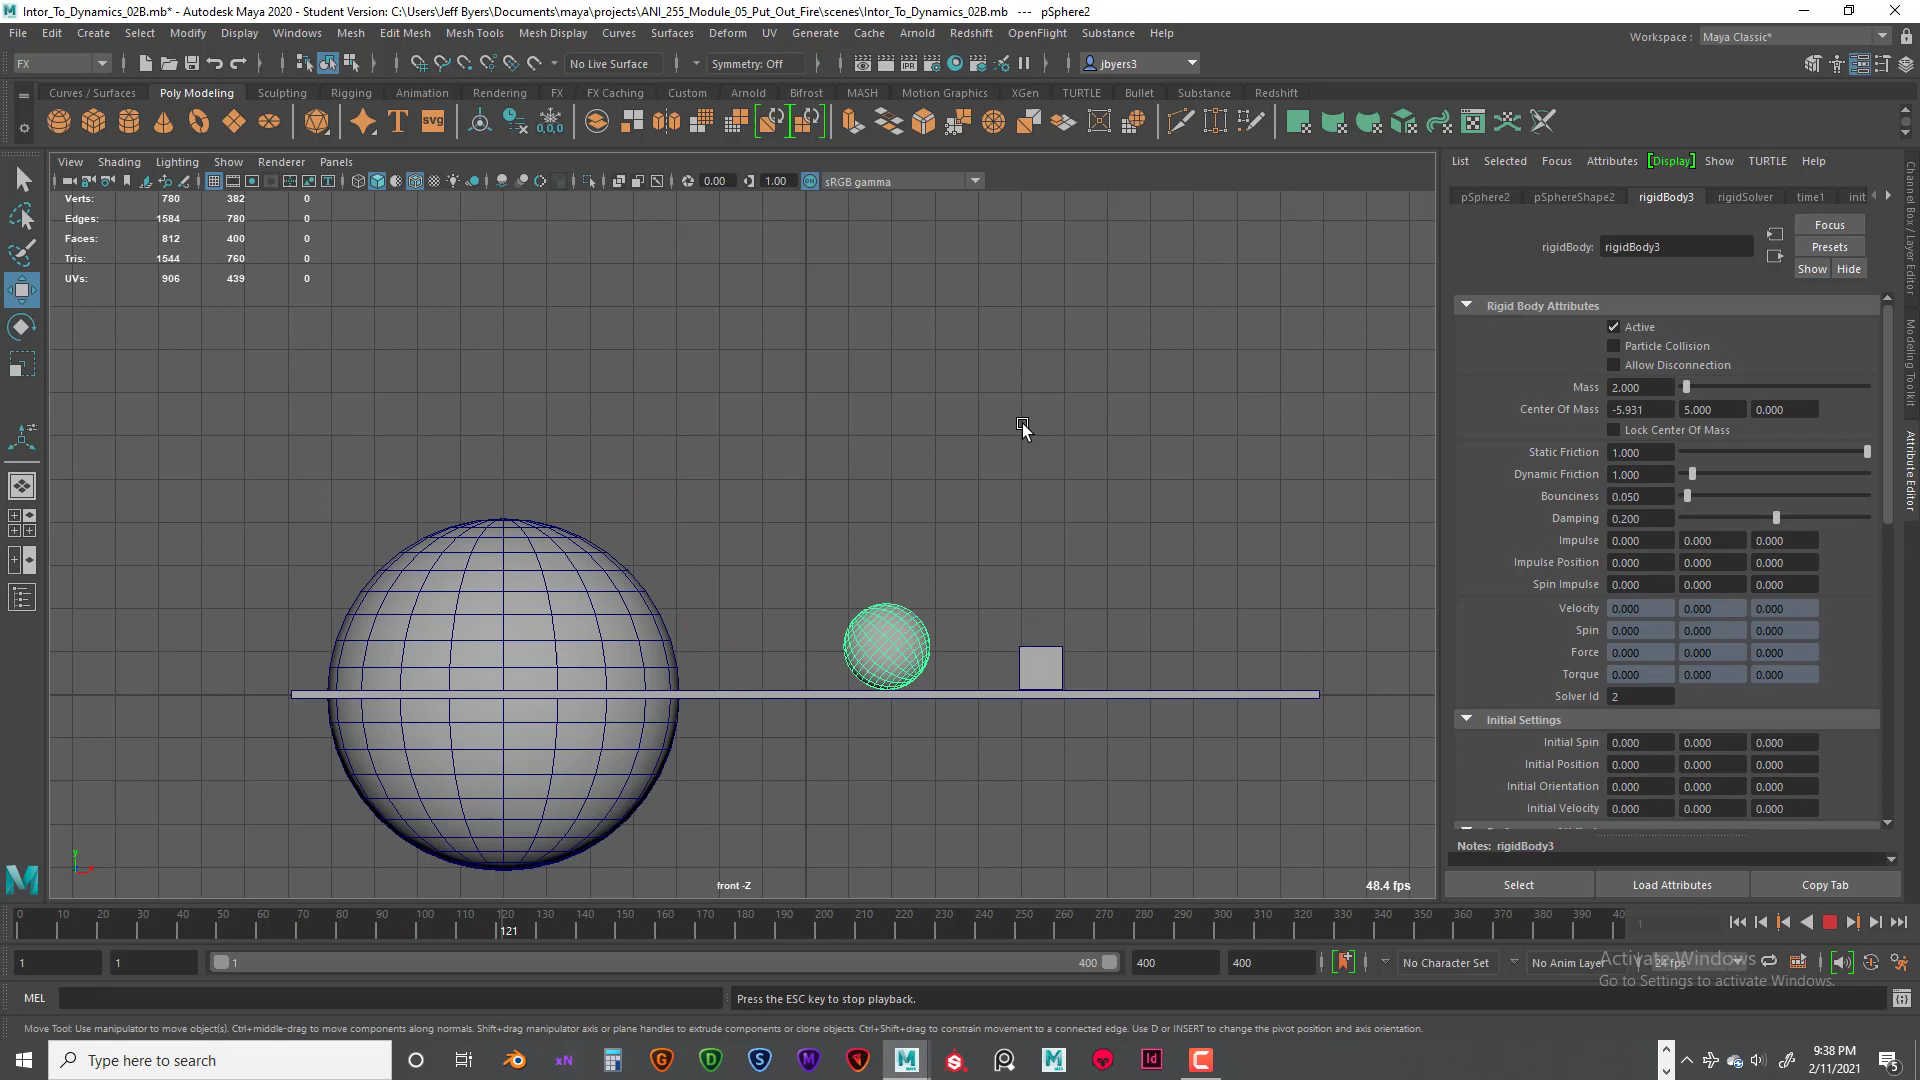 Intor_To_Dynamics_02B.mb* - Autodesk Maya 2020 - Student Version: C:\Users\Jeff Byers\Documents\maya\projects\ANI_255_Module_05_Put_Out_Fire\scenes\Intor_To_Dynamics_02B.mb --- pSphere2
File Edit Create Select Modify Display Windows Mesh Edit Mesh Mesh Tools Mesh Display Curves Surfaces Deform UV Generate Cache Arnold Redshift OpenFlight Substance Help
Workspace : Maya Classic*
FX No Live Surface Symmetry: Off IPR jbyers3
Curves / Surfaces Poly Modeling Sculpting Rigging Animation Rendering FX FX Caching Custom Arnold Bifrost MASH Motion Graphics XGen TURTLE Bullet Substance Redshift
T SVG 0,0,0
View Shading Lighting Show Renderer Panels
0.00 1.00 ON sRGB gamma
List Selected Focus Attributes [Display] Show TURTLE Help
pSphere2 pSphereShape2 rigidBody3 rigidSolver time1 init
Verts: 780 382 0
Edges: 1584 780 0
Faces: 812 400 0
Tris: 1544 760 0
UVs: 906 439 0
Focus
rigidBody: rigidBody3 Presets
Show Hide
Rigid Body Attributes
Active
Particle Collision
Allow Disconnection
Mass 2.000
Center Of Mass -5.931 5.000 0.000
Lock Center Of Mass
Static Friction 1.000
Dynamic Friction 1.000
Bounciness 0.050
Damping 0.200
Impulse 0.000 0.000 0.000
Impulse Position 0.000 0.000 0.000
Spin Impulse 0.000 0.000 0.000
Velocity 0.000 0.000 0.000
Spin 0.000 0.000 0.000
Force 0.000 0.000 0.000
Torque 0.000 0.000 0.000
Solver Id 2
Initial Settings
Initial Spin 0.000 0.000 0.000
Initial Position 0.000 0.000 0.000
Initial Orientation 0.000 0.000 0.000
Initial Velocity 0.000 0.000 0.000
Notes: rigidBody3
Select Load Attributes Copy Tab
Channel Box / Layer Editor
Modeling Toolkit
Attribute Editor
y x
front -Z
48.4 fps
0 10 20 30 40 50 60 70 80 90 100 110 120 130 140 150 160 170 180 190 200 210 220 230 240 250 260 270 280 290 300 310 320 330 340 350 360 370 380 390 40
121
1
1 1 1 400 400 400 No Character Set No Anim Layer 24 fps
Activate Windows
Go to Settings to activate Windows.
MEL Press the ESC key to stop playback.
Move Tool: Use manipulator to move object(s). Ctrl+middle-drag to move components along normals. Shift+drag manipulator axis or plane handles to extrude components or clone objects. Ctrl+Shift+drag to constrain movement to a connected edge. Use D or INSERT to change the pivot position and axis orientation.
Type here to search
xN G D S M Id C
9:38 PM
2/11/2021
5